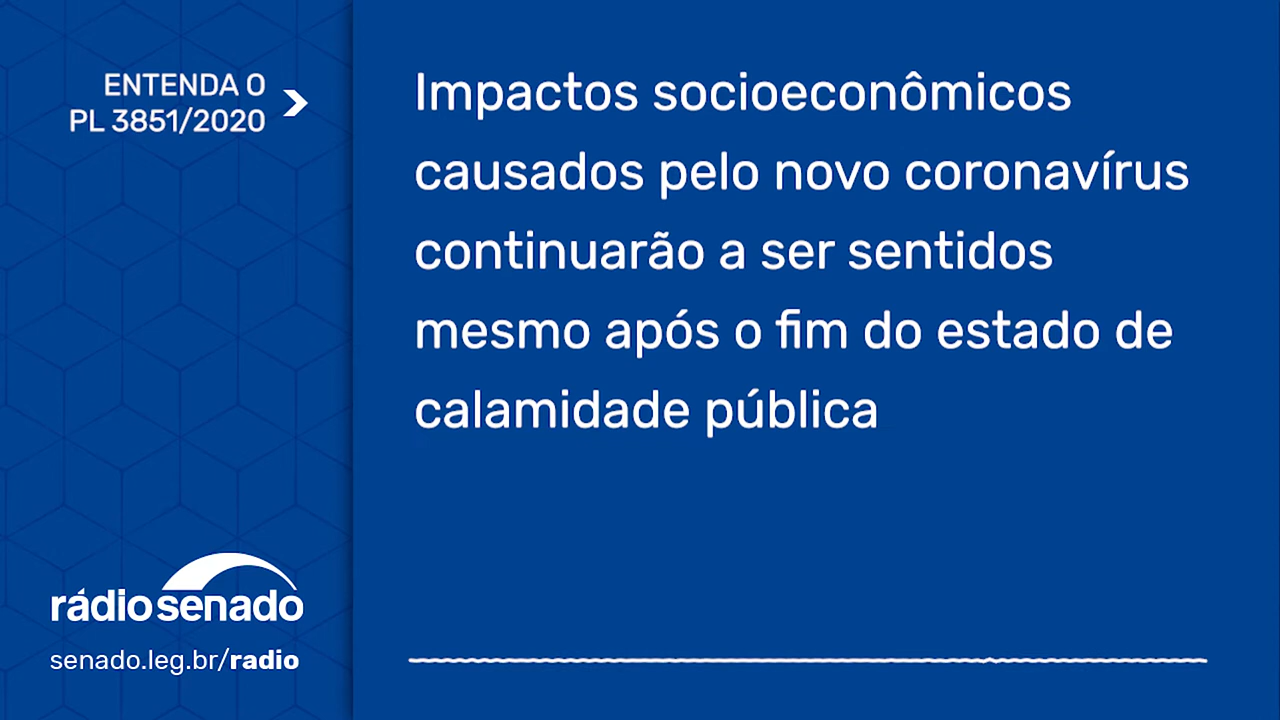 ENTENDA O
PL 3851/2020
Impactos socioeconômicos
causados pelo novo coronavírus
continuarão a ser sentidos
mesmo após o fim do estado de
calamidade pública
rádio senado
senado.leg.br/radio